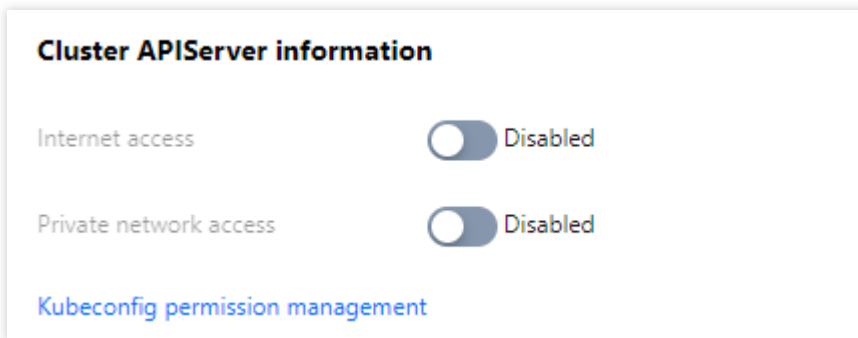 Cluster APIServer information
Internet access Disabled
Private network access Disabled
Kubeconfig permission management